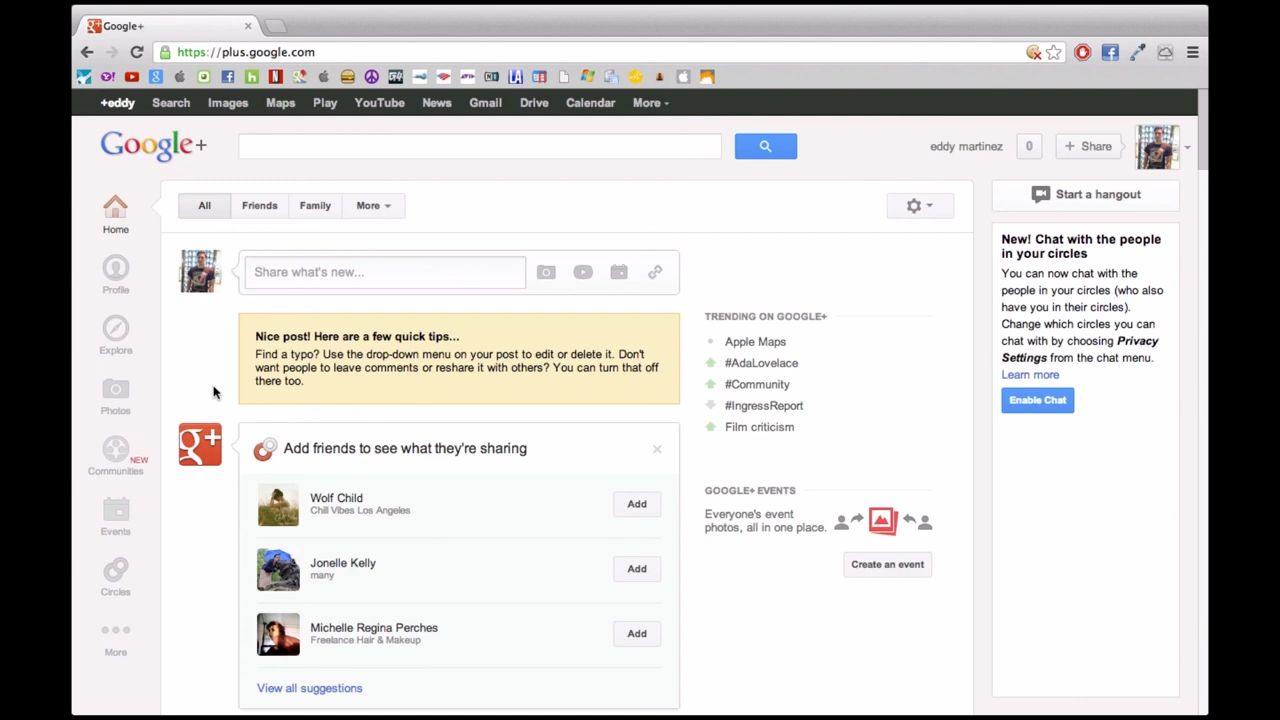 Google+
https://plus.google.com
+eddy Search Images Maps Play YouTube News Gmail Drive Calendar More
Google+
eddy martinez 0 + Share
Home
Profile
Explore
Photos
NEW
Communities
Events
Circles
More
All Friends Family More
Share what's new...
Nice post! Here are a few quick tips...
Find a typo? Use the drop-down menu on your post to edit or delete it. Don't
want people to leave comments or reshare it with others? You can turn that off
there too.
g+
Add friends to see what they're sharing
Wolf Child
Chill Vibes Los Angeles
Add
Jonelle Kelly
many
Add
Michelle Regina Perches
Freelance Hair & Makeup
Add
View all suggestions
TRENDING ON GOOGLE+
Apple Maps
#AdaLovelace
#Community
#IngressReport
Film criticism
GOOGLE+ EVENTS
Everyone's event
photos, all in one place.
Create an event
Start a hangout
New! Chat with the people
in your circles
You can now chat with the
people in your circles (who also
have you in their circles).
Change which circles you can
chat with by choosing Privacy
Settings from the chat menu.
Learn more
Enable Chat